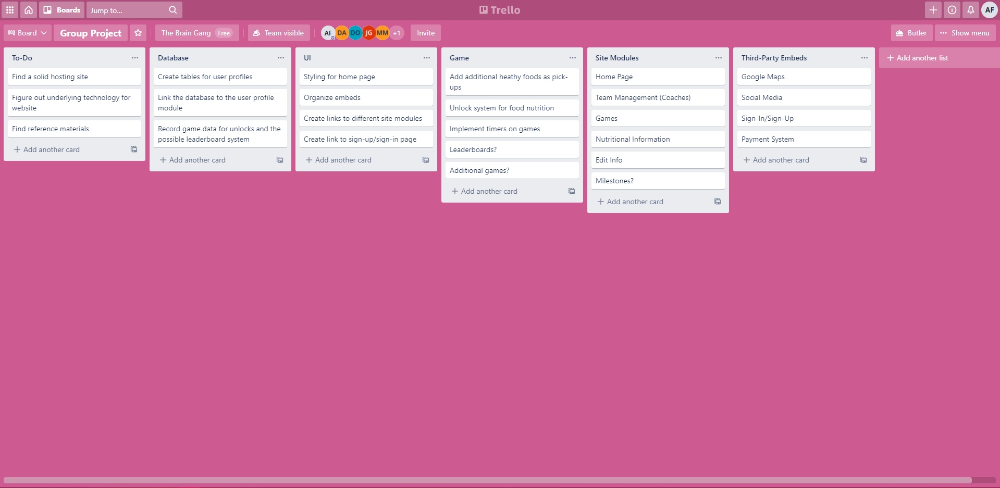 Boards
Jump to...
Trello
AF
Board
Group Project
The Brain Gang Free
Team visible
AF DA DO JG MM +1
Invite
Butler
Show menu
To-Do
Find a solid hosting site
Figure out underlying technology for
website
Find reference materials
Add another card
Database
Create tables for user profiles
Link the database to the user profile
module
Record game data for unlocks and the
possible leaderboard system
Add another card
UI
Styling for home page
Organize embeds
Create links to different site modules
Create link to sign-up/sign-in page
Add another card
Game
Add additional heathy foods as pick-
ups
Unlock system for food nutrition
Implement timers on games
Leaderboards?
Additional games?
Add another card
Site Modules
Home Page
Team Management (Coaches)
Games
Nutritional Information
Edit Info
Milestones?
Add another card
Third-Party Embeds
Google Maps
Social Media
Sign-In/Sign-Up
Payment System
Add another card
Add another list